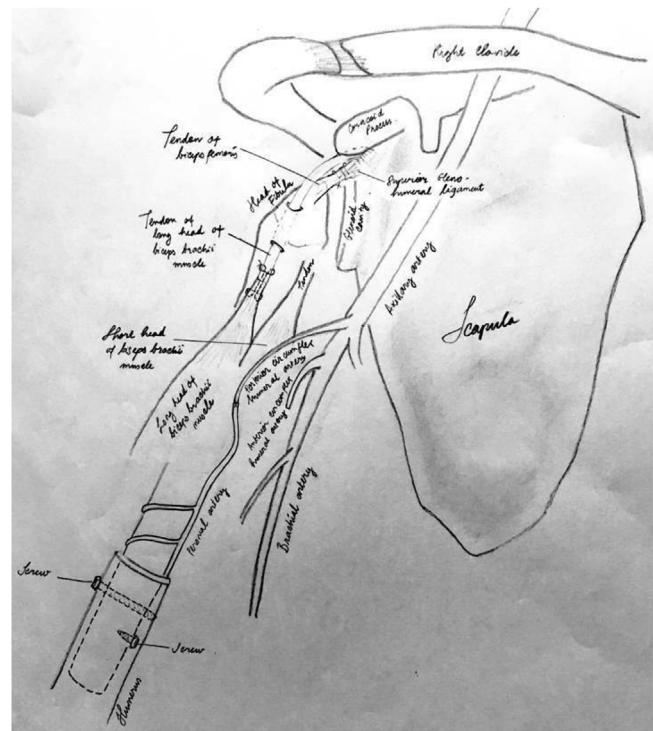 Right Clavicle
Coracoid
Process
Tendon of
biceps femoris
Head of
Fibula
Superior Gleno-
humeral ligament
Glenoid
cavity
Tendon of
long head of
biceps brachii
muscle
Tendon
Axillary artery
Scapula
Short head
of biceps brachii
muscle
Posterior circumflex
humeral artery
Long head of
biceps brachii
muscle
Anterior circumflex
humeral artery
Peroneal artery
Brachial artery
Screw
Screw
Humerus